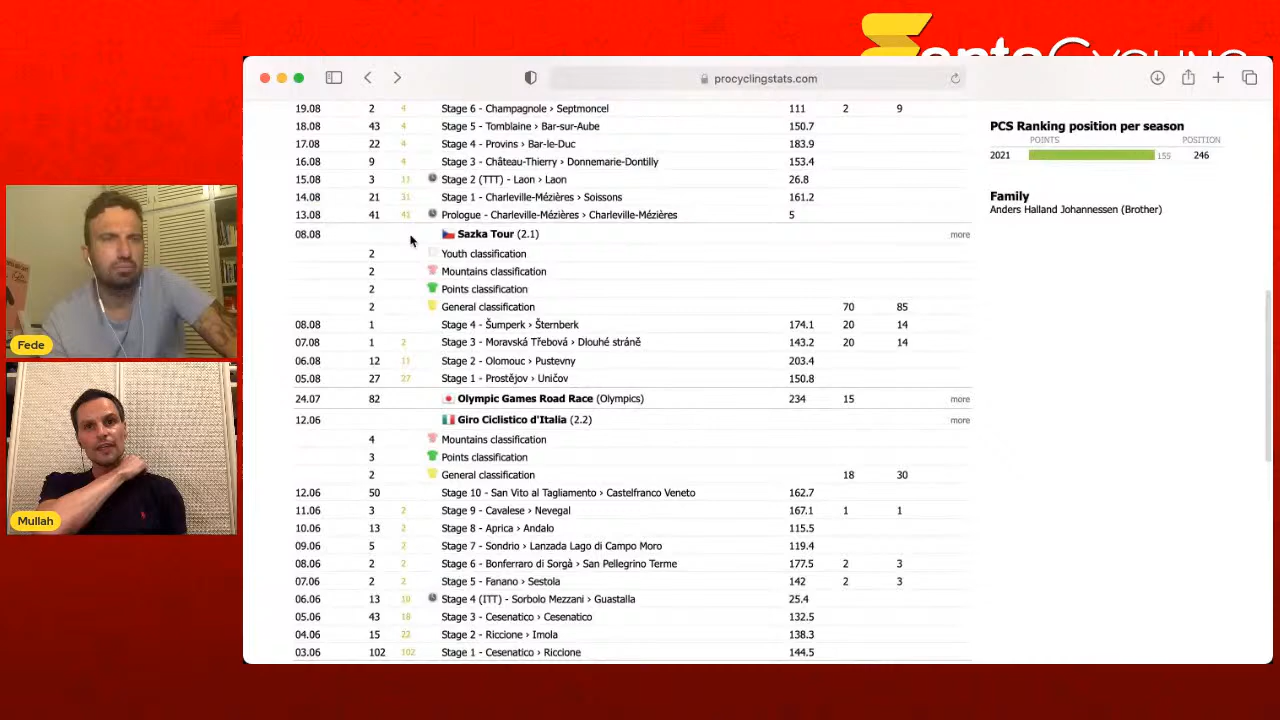 Santa Cycling
procyclingstats.com
19.08 2 4 Stage 6 - Champagnole › Septmoncel 111 2 9
18.08 43 4 Stage 5 - Tomblaine › Bar-sur-Aube 150.7
17.08 22 4 Stage 4 - Provins › Bar-le-Duc 183.9
16.08 9 4 Stage 3 - Château-Thierry › Donnemarie-Dontilly 153.4
15.08 3 11 Stage 2 (TTT) - Laon › Laon 26.8
14.08 21 31 Stage 1 - Charleville-Mézières › Soissons 161.2
13.08 41 41 Prologue - Charleville-Mézières › Charleville-Mézières 5
08.08 Sazka Tour (2.1) more
2 Youth classification
2 Mountains classification
2 Points classification
2 General classification 70 85
08.08 1 Stage 4 - Šumperk › Šternberk 174.1 20 14
07.08 1 2 Stage 3 - Moravská Třebová › Dlouhé stráně 143.2 20 14
06.08 12 11 Stage 2 - Olomouc › Pustevny 203.4
05.08 27 27 Stage 1 - Prostějov › Uničov 150.8
24.07 82 Olympic Games Road Race (Olympics) 234 15 more
12.06 Giro Ciclistico d'Italia (2.2) more
4 Mountains classification
3 Points classification
2 General classification 18 30
12.06 50 Stage 10 - San Vito al Tagliamento › Castelfranco Veneto 162.7
11.06 3 2 Stage 9 - Cavalese › Nevegal 167.1 1 1
10.06 13 2 Stage 8 - Aprica › Andalo 115.5
09.06 5 2 Stage 7 - Sondrio › Lanzada Lago di Campo Moro 119.4
08.06 2 2 Stage 6 - Bonferraro di Sorgà › San Pellegrino Terme 177.5 2 3
07.06 2 2 Stage 5 - Fanano › Sestola 142 2 3
06.06 13 10 Stage 4 (ITT) - Sorbolo Mezzani › Guastalla 25.4
05.06 43 18 Stage 3 - Cesenatico › Cesenatico 132.5
04.06 15 22 Stage 2 - Riccione › Imola 138.3
03.06 102 102 Stage 1 - Cesenatico › Riccione 144.5
PCS Ranking position per season
POINTS POSITION
2021 155 246
Family
Anders Halland Johannessen (Brother)
Fede
Mullah